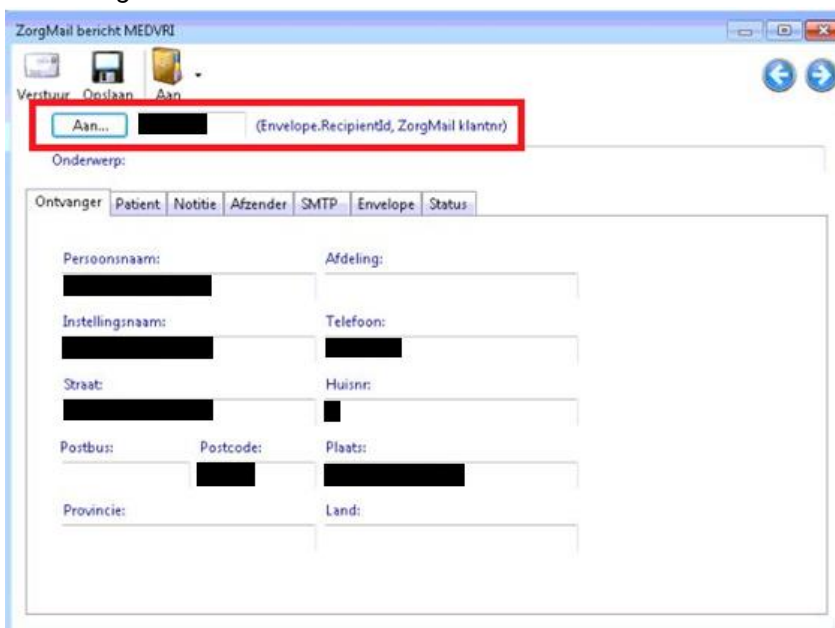 ZorgMail bericht MEDVRI
Verstuur Opslaan Aan
Aan... (Envelope.RecipientId, ZorgMail klantnr)
Onderwerp:
Ontvanger Patient Notitie Afzender SMTP Envelope Status
Persoonsnaam: Afdeling:
Instellingsnaam: Telefoon:
Straat: Huisnr:
Postbus: Postcode: Plaats:
Provincie: Land: